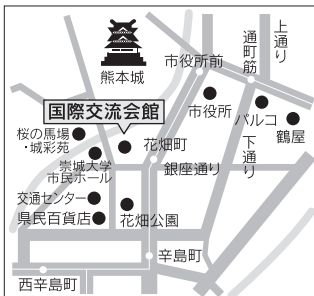 熊本城
市役所前
上通り
通町筋
国際交流会館
市役所
パルコ
鶴屋
桜の馬場
・城彩苑
花畑町
崇城大学
市民ホール
銀座通り
下通り
交通センター
県民百貨店
花畑公園
辛島町
西辛島町